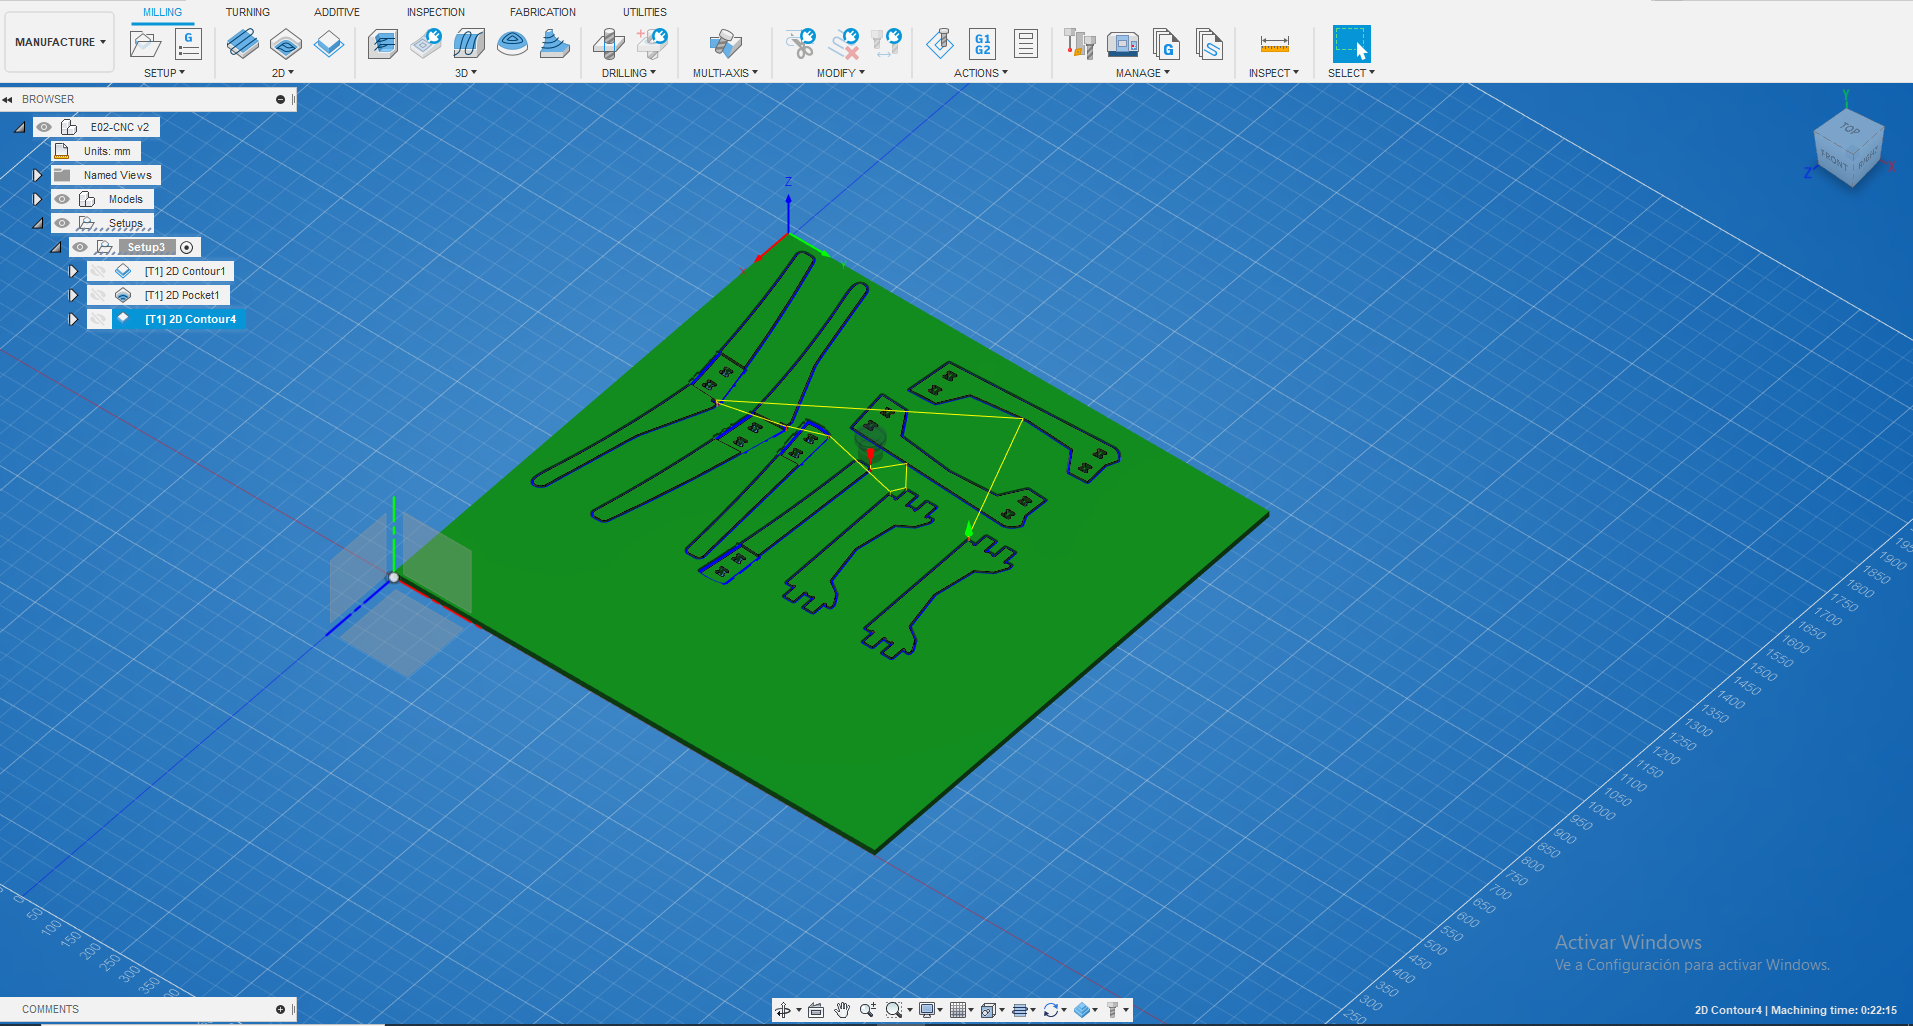 MILLING TURNING ADDITIVE INSPECTION FABRICATION UTILITIES
MANUFACTURE
G
G1
G2
G
SETUP 2D 3D DRILLING MULTI-AXIS MODIFY ACTIONS MANAGE INSPECT SELECT
BROWSER
E02-CNC v2
Units: mm
Named Views
Models
Setups
Setup3
[T1] 2D Contour1
[T1] 2D Pocket1
[T1] 2D Contour4
Z
Y
TOP
FRONT
RIGHT
Z
X
1900
1850
1800
1750
1700
1650
1600
1550
1500
1450
1400
1350
1300
1250
1200
1150
1100
1050
1000
950
900
850
800
750
700
650
600
550
500
450
400
350
300
250
0
50
100
150
200
250
300
350
Activar Windows
Ve a Configuración para activar Windows.
COMMENTS
2D Contour4 | Machining time: 0:22:15